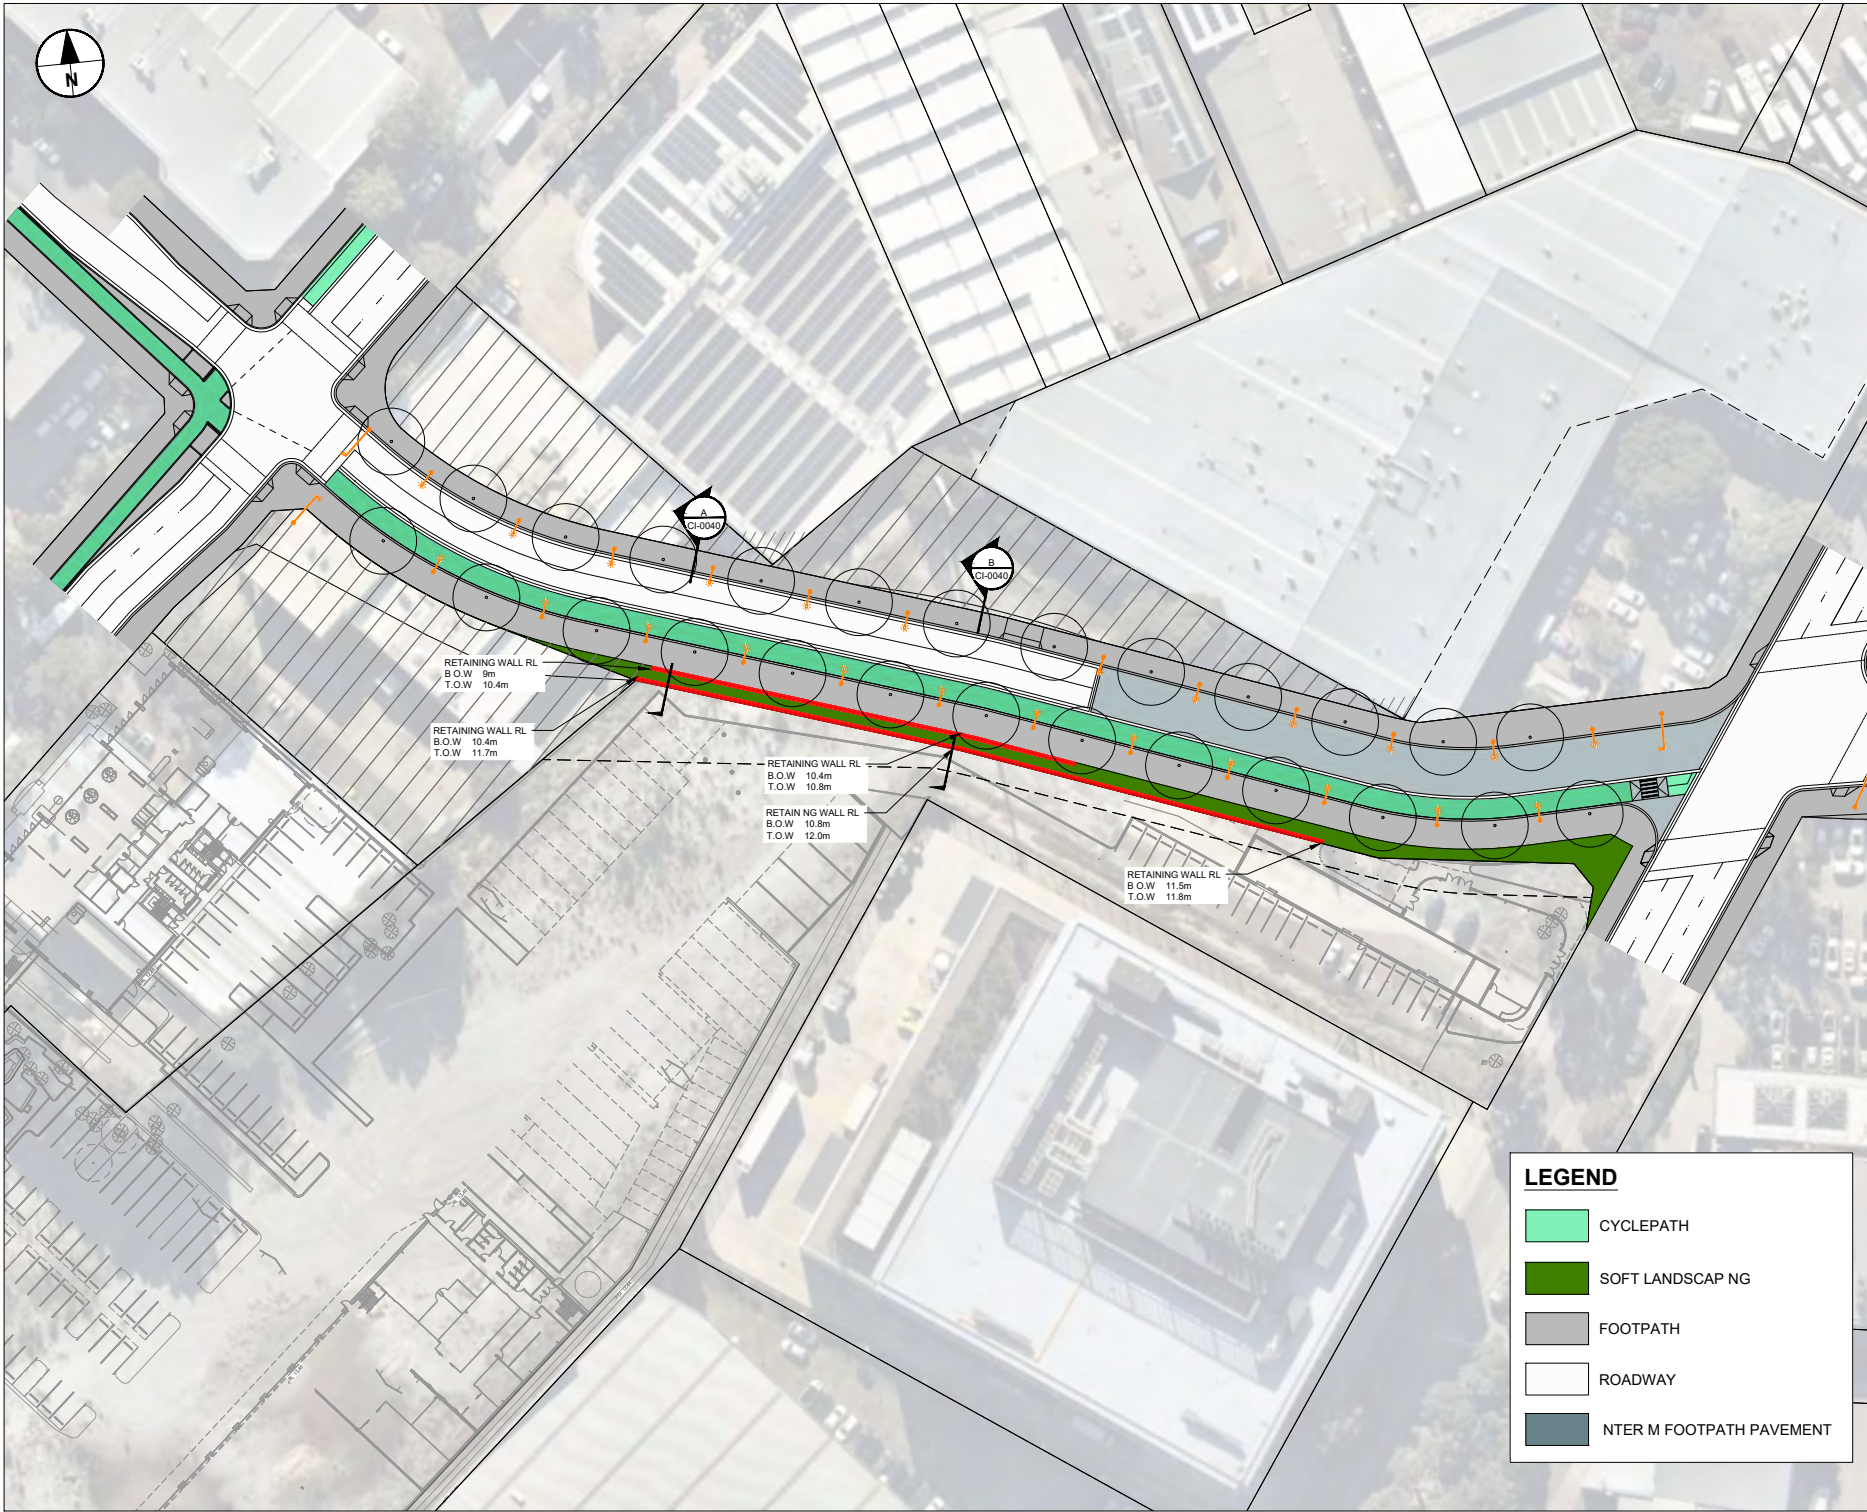 N
A
CI-0040
B
CI-0040
RETAINING WALL RL
B O.W 9m
T.O.W 10.4m
RETAINING WALL RL
B.O.W 10.4m
T.O.W 11.7m
RETAINING WALL RL
B.O.W 10.4m
T.O.W 10.8m
RETAIN NG WALL RL
B.O.W 10.8m
T.O.W 12.0m
RETAINING WALL RL
B O.W 11.5m
T.O.W 11.8m
LEGEND
CYCLEPATH
SOFT LANDSCAP NG
FOOTPATH
ROADWAY
NTER M FOOTPATH PAVEMENT